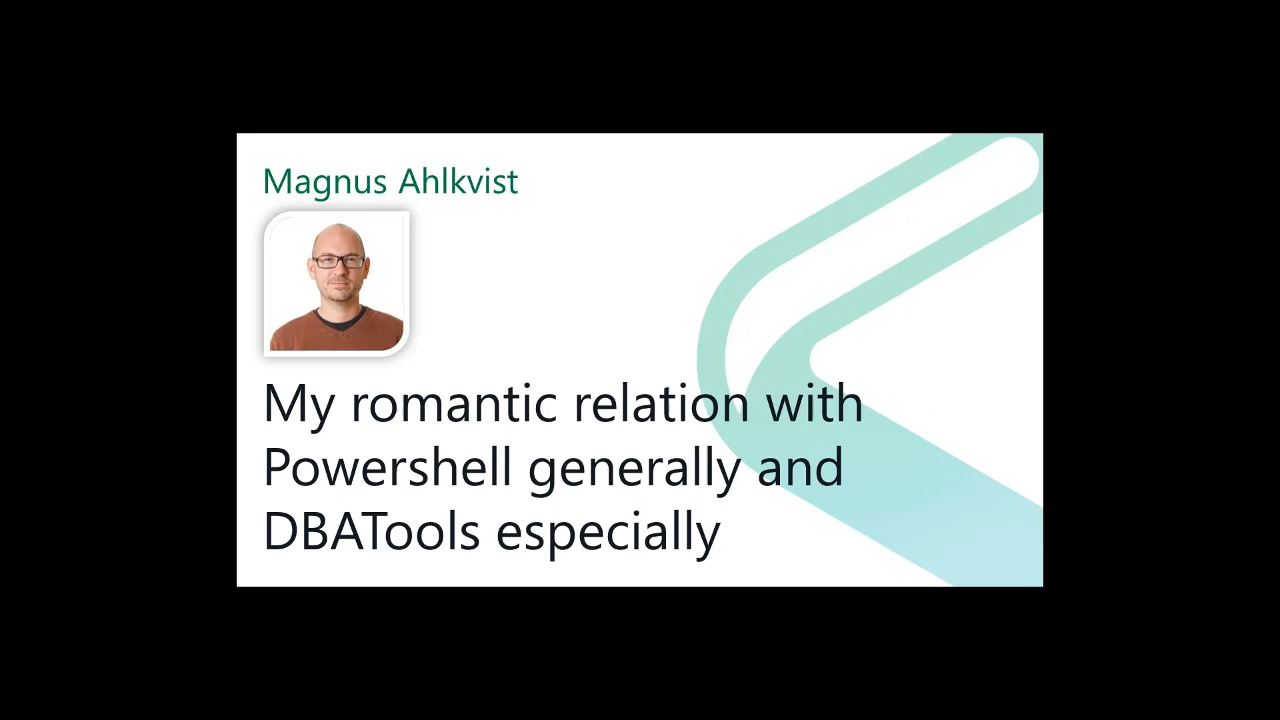 Magnus Ahlkvist
My romantic relation with
Powershell generally and
DBATools especially